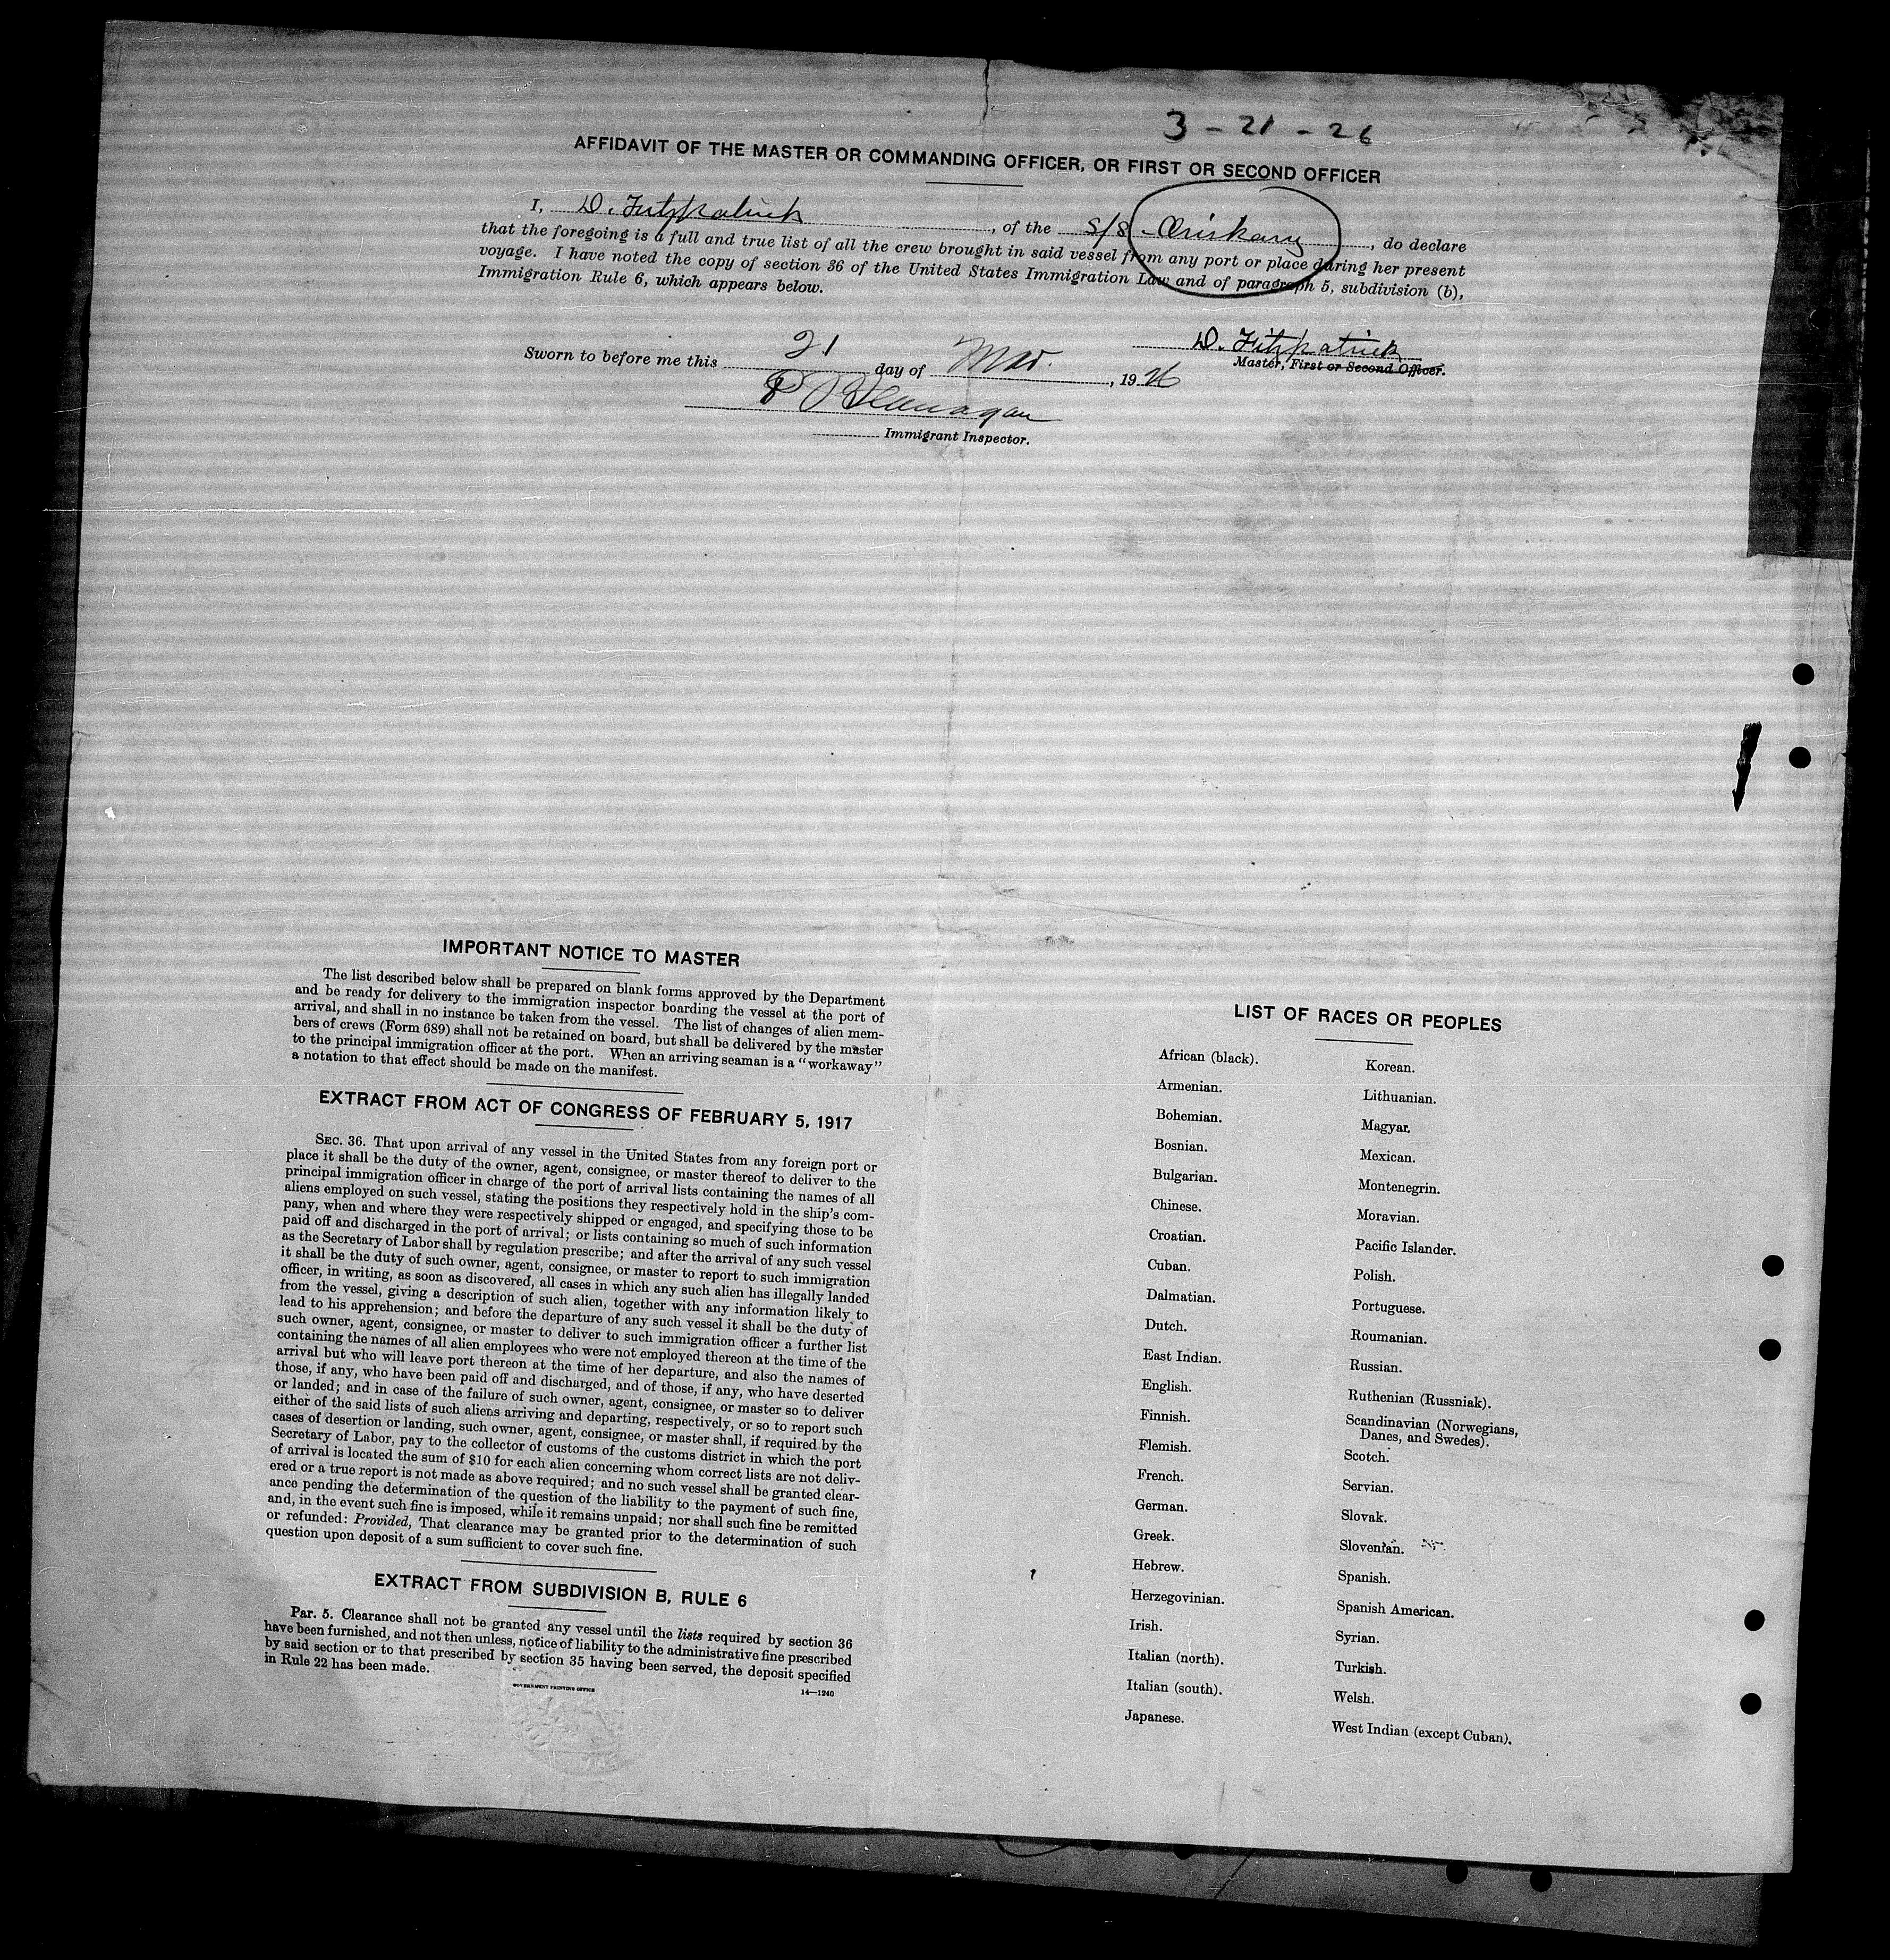 3 - 21 - 26
AFFIDAVIT OF THE MASTER OR COMMANDING OFFICER, OR FIRST OR SECOND OFFICER
I, D. Fitzpatrick, of the S/S - Oriskany, do declare
that the foregoing is a full and true list of all the crew brought in said vessel from any port or place during her present
voyage. I have noted the copy of section 36 of the United States Immigration Law and of paragraph 5, subdivision (b),
Immigration Rule 6, which appears below.
D. Fitzpatrick
Master, First or Second Officer.
Sworn to before me this 21 day of Mar., 1926
Flannagan
Immigrant Inspector.
IMPORTANT NOTICE TO MASTER
The list described below shall be prepared on blank forms approved by the Department
and be ready for delivery to the immigration inspector boarding the vessel at the port of
arrival, and shall in no instance be taken from the vessel. The list of changes of alien mem-
bers of crews (Form 689) shall not be retained on board, but shall be delivered by the master
to the principal immigration officer at the port. When an arriving seaman is a "workaway"
a notation to that effect should be made on the manifest.
EXTRACT FROM ACT OF CONGRESS OF FEBRUARY 5, 1917
SEC. 36. That upon arrival of any vessel in the United States from any foreign port or
place it shall be the duty of the owner, agent, consignee, or master thereof to deliver to the
principal immigration officer in charge of the port of arrival lists containing the names of all
aliens employed on such vessel, stating the positions they respectively hold in the ship's com-
pany, when and where they were respectively shipped or engaged, and specifying those to be
paid off and discharged in the port of arrival; or lists containing so much of such information
as the Secretary of Labor shall by regulation prescribe; and after the arrival of any such vessel
it shall be the duty of such owner, agent, consignee, or master to report to such immigration
officer, in writing, as soon as discovered, all cases in which any such alien has illegally landed
from the vessel, giving a description of such alien, together with any information likely to
lead to his apprehension; and before the departure of any such vessel it shall be the duty of
such owner, agent, consignee, or master to deliver to such immigration officer a further list
containing the names of all alien employees who were not employed thereon at the time of the
arrival but who will leave port thereon at the time of her departure, and also the names of
those, if any, who have been paid off and discharged, and of those, if any, who have deserted
or landed; and in case of the failure of such owner, agent, consignee, or master so to deliver
either of the said lists of such aliens arriving and departing, respectively, or so to report such
cases of desertion or landing, such owner, agent, consignee, or master shall, if required by the
Secretary of Labor, pay to the collector of customs of the customs district in which the port
of arrival is located the sum of $10 for each alien concerning whom correct lists are not deliv-
ered or a true report is not made as above required; and no such vessel shall be granted clear-
ance pending the determination of the question of the liability to the payment of such fine,
and, in the event such fine is imposed, while it remains unpaid; nor shall such fine be remitted
or refunded: Provided, That clearance may be granted prior to the determination of such
question upon deposit of a sum sufficient to cover such fine.
EXTRACT FROM SUBDIVISION B, RULE 6
Par. 5. Clearance shall not be granted any vessel until the lists required by section 36
have been furnished, and not then unless, notice of liability to the administrative fine prescribed
by said section or to that prescribed by section 35 having been served, the deposit specified
in Rule 22 has been made.
GOVERNMENT PRINTING OFFICE 14—1240
LIST OF RACES OR PEOPLES
African (black).
Armenian.
Bohemian.
Bosnian.
Bulgarian.
Chinese.
Croatian.
Cuban.
Dalmatian.
Dutch.
East Indian.
English.
Finnish.
Flemish.
French.
German.
Greek.
Hebrew.
Herzegovinian.
Irish.
Italian (north).
Italian (south).
Japanese.
Korean.
Lithuanian.
Magyar.
Mexican.
Montenegrin.
Moravian.
Pacific Islander.
Polish.
Portuguese.
Roumanian.
Russian.
Ruthenian (Russniak).
Scandinavian (Norwegians,
Danes, and Swedes).
Scotch.
Servian.
Slovak.
Slovenian.
Spanish.
Spanish American.
Syrian.
Turkish.
Welsh.
West Indian (except Cuban).